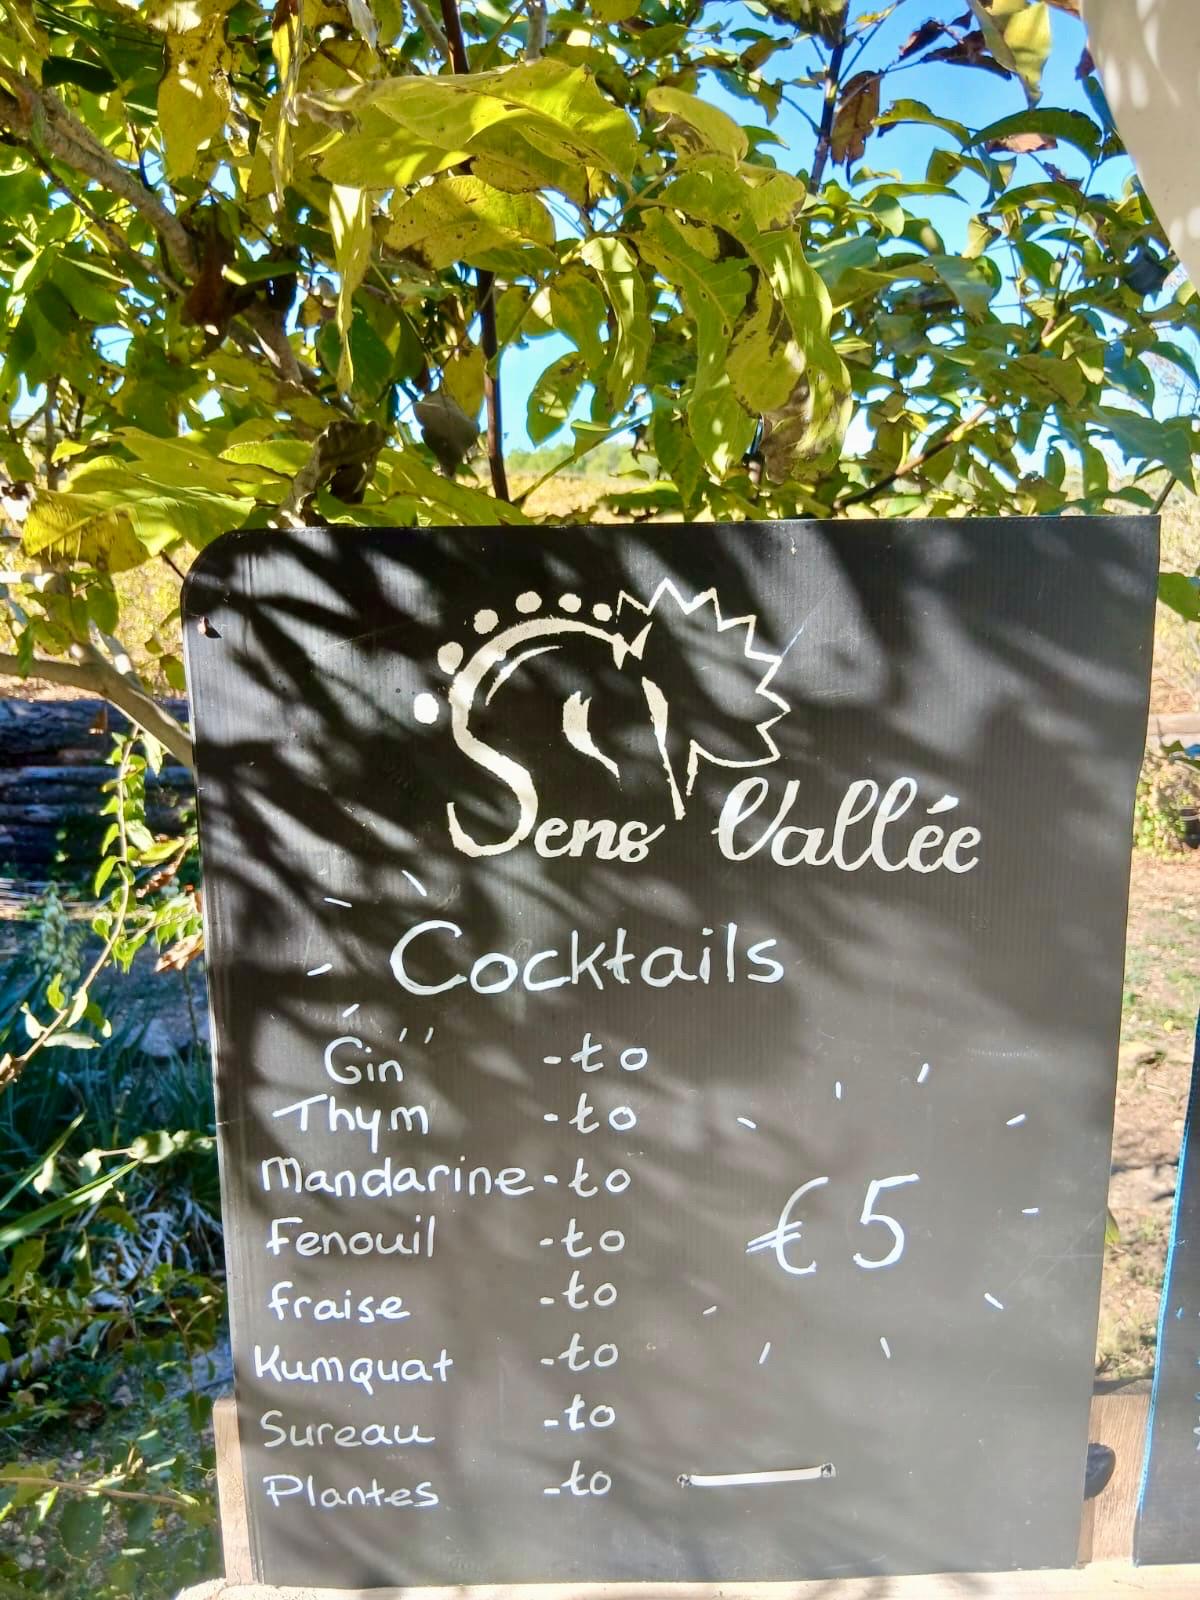 Sens Vallée
Cocktails
Gin -to
Thym -to
Mandarine -to
Fenouil -to
fraise -to
Kumquat -to
Sureau -to
Plantes -to
€ 5